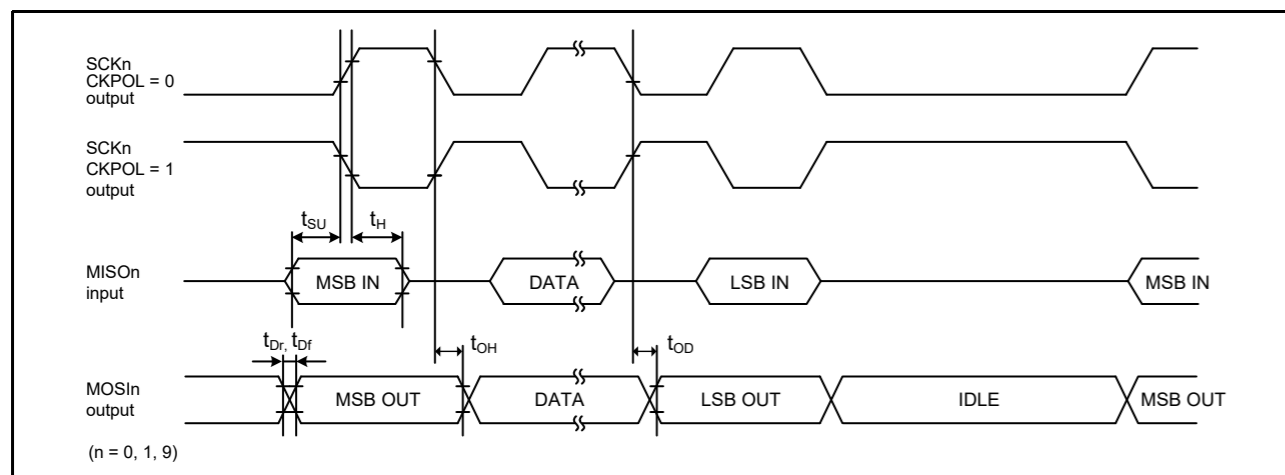 SCKn
CKPOL = 0
output
SCKn
CKPOL = 1
output
tSU
tH
MISOn
input
MSB IN
DATA
LSB IN
MSB IN
tDr, tDf
tOH
tOD
MOSIn
output
MSB OUT
DATA
LSB OUT
IDLE
MSB OUT
(n = 0, 1, 9)